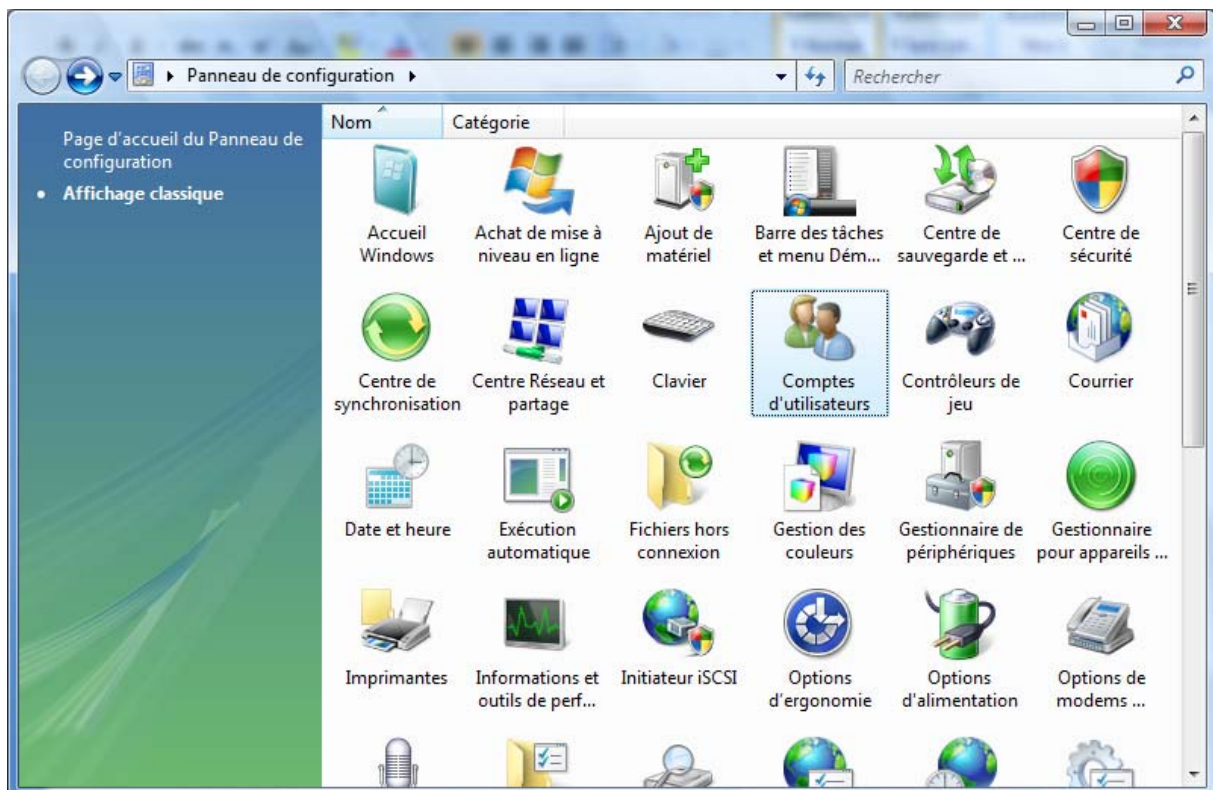 Panneau de configuration
Rechercher
Page d'accueil du Panneau de
configuration
Affichage classique
Nom
Catégorie
Accueil
Windows
Achat de mise à
niveau en ligne
Ajout de
matériel
Barre des tâches
et menu Dém...
Centre de
sauvegarde et ...
Centre de
sécurité
Centre de
synchronisation
Centre Réseau et
partage
Clavier
Comptes
d'utilisateurs
Contrôleurs de
jeu
Courrier
Date et heure
Exécution
automatique
Fichiers hors
connexion
Gestion des
couleurs
Gestionnaire de
périphériques
Gestionnaire
pour appareils ...
Imprimantes
Informations et
outils de perf...
Initiateur iSCSI
Options
d'ergonomie
Options
d'alimentation
Options de
modems ...